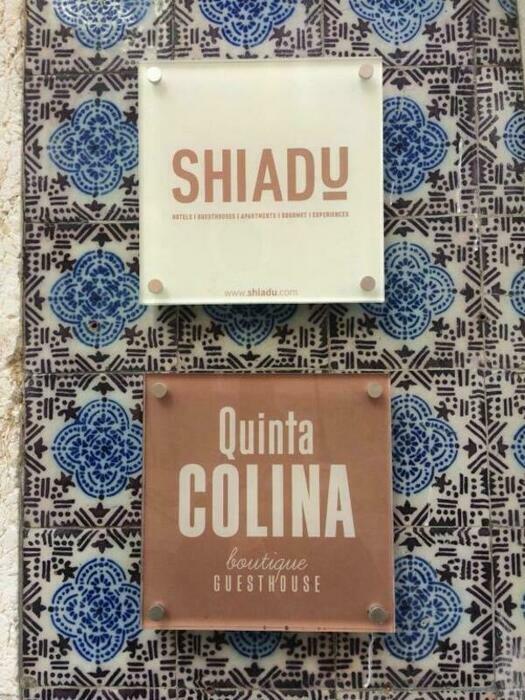 SHIADU
HOTELS | GUESTHOUSES | APARTMENTS | GOURMET | EXPERIENCES
www.shiadu.com
Quinta
COLINA
boutique
GUESTHOUSE